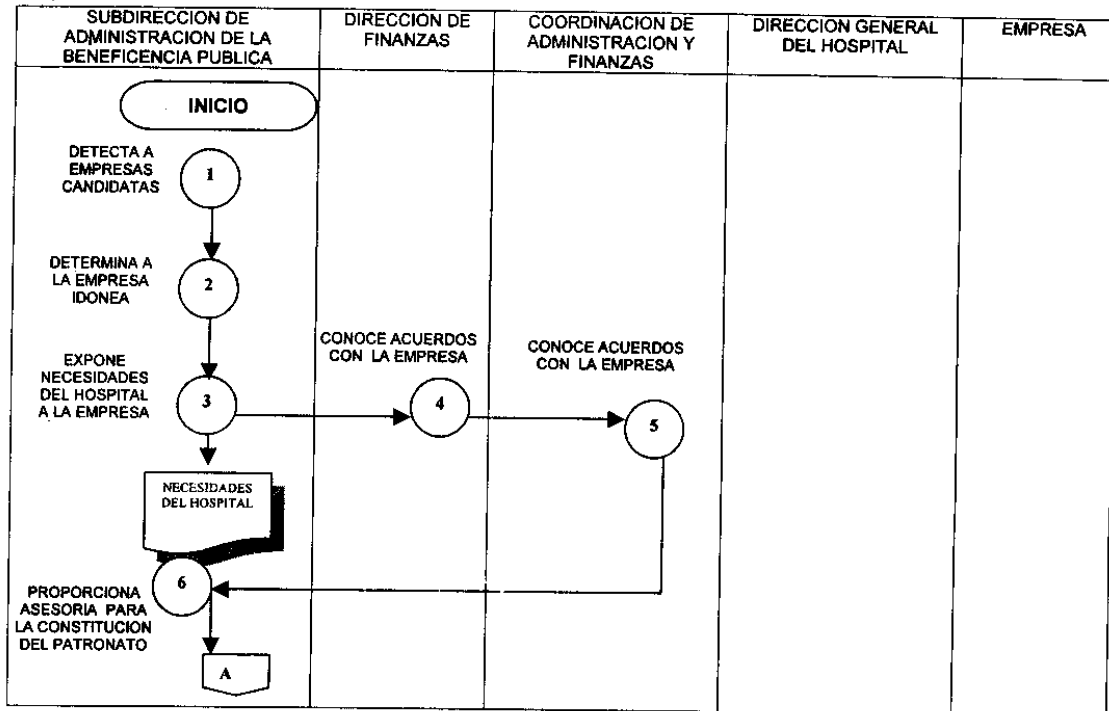 SUBDIRECCION DE
ADMINISTRACION DE LA
BENEFICENCIA PUBLICA
DIRECCION DE
FINANZAS
COORDINACION DE
ADMINISTRACION Y
FINANZAS
DIRECCION GENERAL
DEL HOSPITAL
EMPRESA
INICIO
DETECTA A
EMPRESAS
CANDIDATAS
1
DETERMINA A
LA EMPRESA
IDONEA
2
EXPONE
NECESIDADES
DEL HOSPITAL
A LA EMPRESA
3
CONOCE ACUERDOS
CON LA EMPRESA
4
CONOCE ACUERDOS
CON LA EMPRESA
5
NECESIDADES
DEL HOSPITAL
6
PROPORCIONA
ASESORIA PARA
LA CONSTITUCION
DEL PATRONATO
A